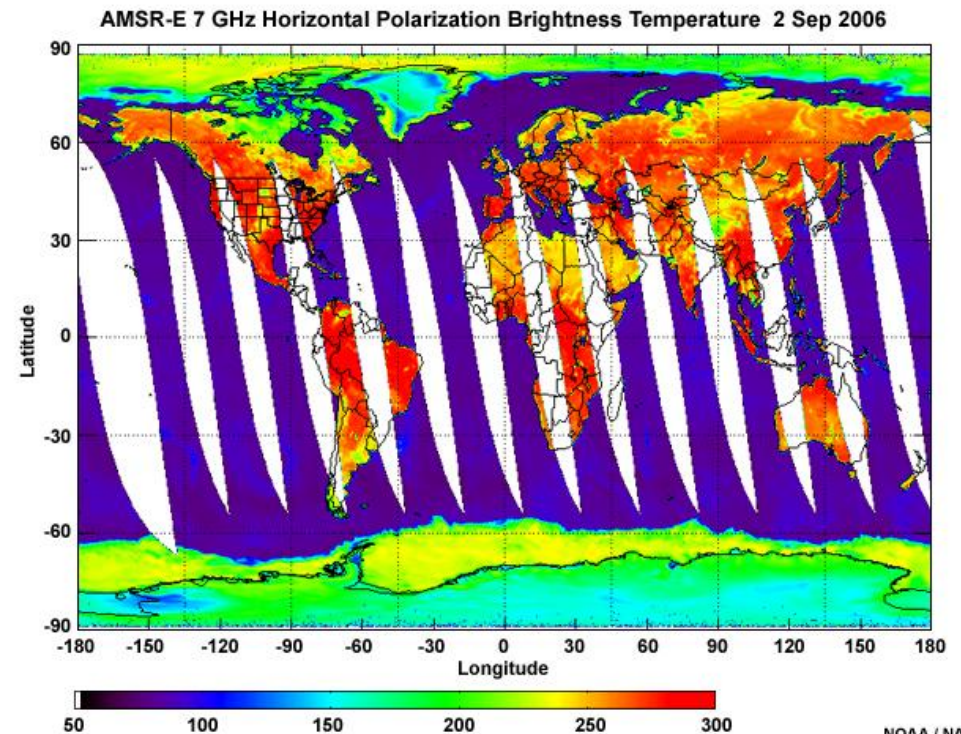 AMSR-E 7 GHz Horizontal Polarization Brightness Temperature 2 Sep 2006
90
60
30
0
-30
-60
-90
Latitude
-180 -150 -120 -90 -60 -30 0 30 60 90 120 150 180
Longitude
50 100 150 200 250 300
NOAA / NA